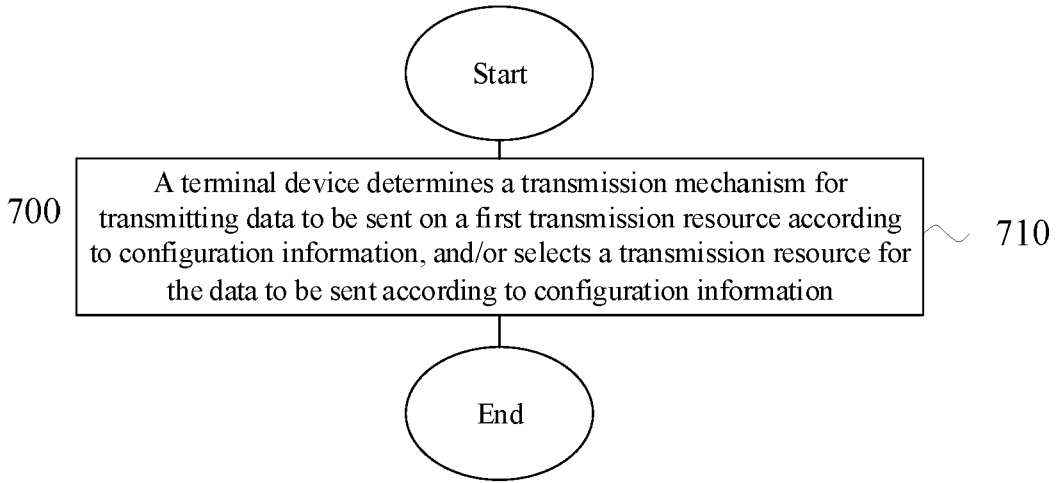 Start
700
A terminal device determines a transmission mechanism for
transmitting data to be sent on a first transmission resource according
to configuration information, and/or selects a transmission resource for
the data to be sent according to configuration information
710
End